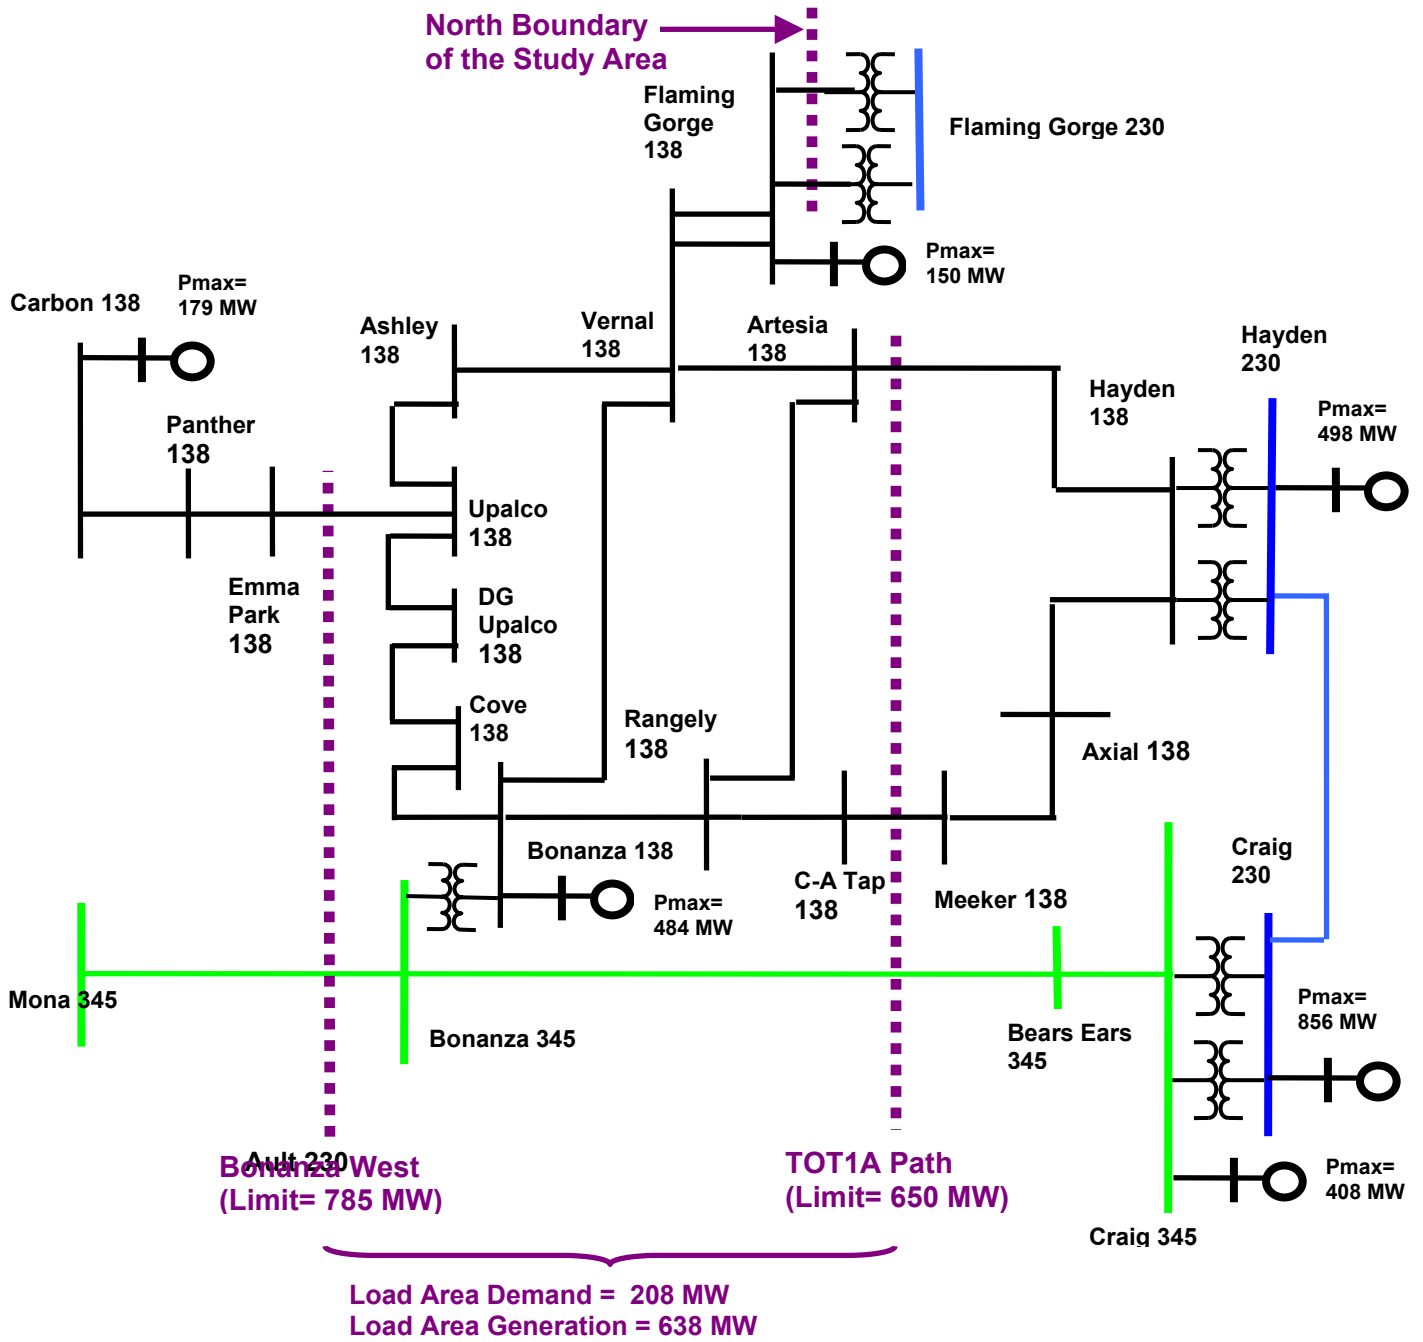 North Boundary
of the Study Area
Flaming
Gorge
138
Flaming Gorge 230
Pmax=
150 MW
Carbon 138
Pmax=
179 MW
Ashley
138
Vernal
138
Artesia
138
Hayden
230
Hayden
138
Pmax=
498 MW
Panther
138
Upalco
138
Emma
Park
138
DG
Upalco
138
Cove
138
Rangely
138
Axial 138
Bonanza 138
Pmax=
484 MW
C-A Tap
138
Meeker 138
Craig
230
Mona 345
Bonanza 345
Bears Ears
345
Pmax=
856 MW
Ault 230
Bonanza West
(Limit= 785 MW)
TOT1A Path
(Limit= 650 MW)
Pmax=
408 MW
Craig 345
Load Area Demand = 208 MW
Load Area Generation = 638 MW